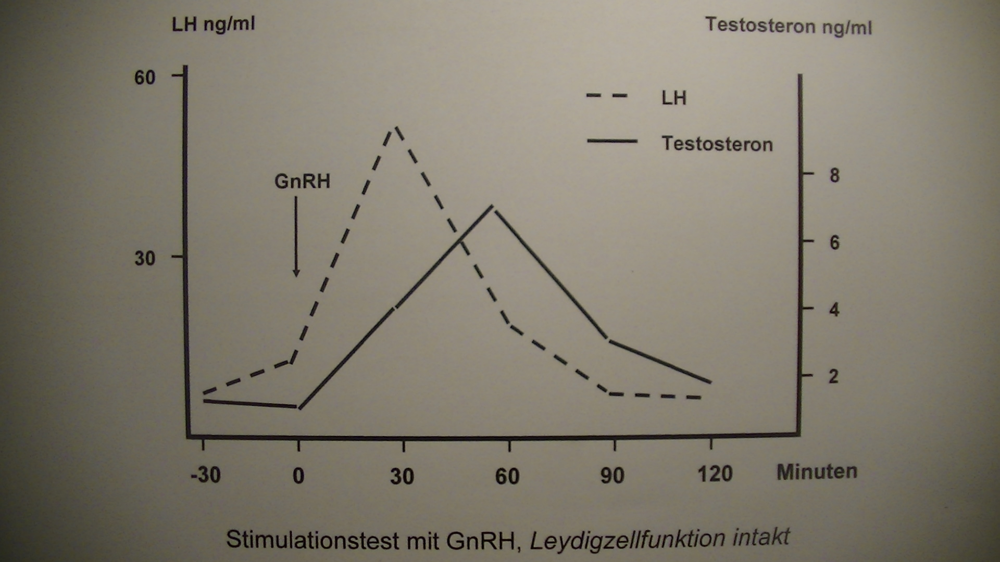 LH ng/ml
Testosteron ng/ml
60
LH
Testosteron
GnRH
8
6
30
4
2
-30 0 30 60 90 120 Minuten
Stimulationstest mit GnRH, Leydigzellfunktion intakt